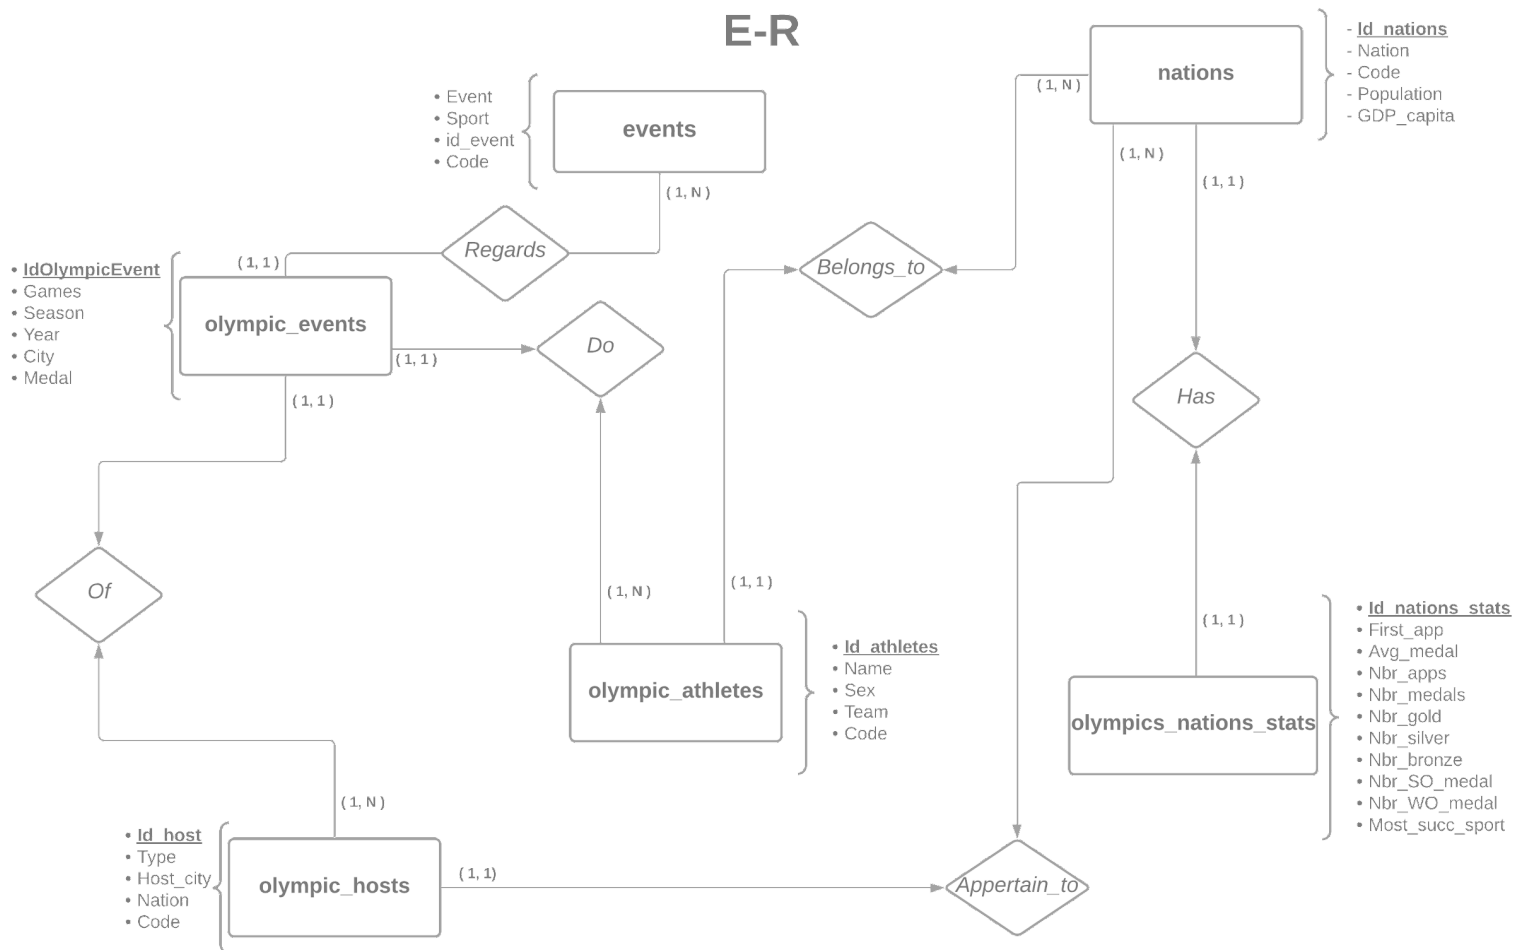 E-R
- Id_nations
- Nation
- Code
- Population
- GDP_capita
nations
( 1, N )
( 1, N )
( 1, 1 )
• Event
• Sport
• id_event
• Code
events
( 1, N )
Regards
( 1, 1 )
• IdOlympicEvent
• Games
• Season
• Year
• City
• Medal
olympic_events
( 1, 1 )
( 1, 1 )
Do
Belongs_to
Has
Of
( 1, N )
( 1, 1 )
olympic_athletes
• Id_athletes
• Name
• Sex
• Team
• Code
( 1, 1 )
olympics_nations_stats
• Id_nations_stats
• First_app
• Avg_medal
• Nbr_apps
• Nbr_medals
• Nbr_gold
• Nbr_silver
• Nbr_bronze
• Nbr_SO_medal
• Nbr_WO_medal
• Most_succ_sport
( 1, N )
• Id_host
• Type
• Host_city
• Nation
• Code
olympic_hosts
( 1, 1)
Appertain_to